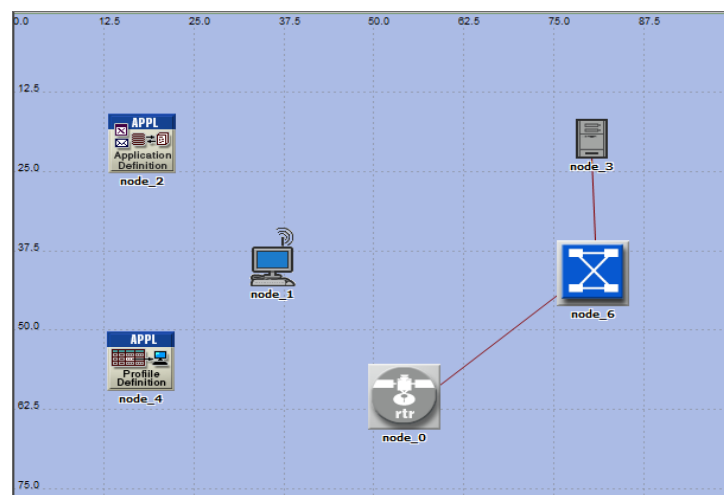 0.0 12.5 25.0 37.5 50.0 62.5 75.0 87.5
12.5
25.0
37.5
50.0
62.5
75.0
APPL
Application
Definition
node_2
node_3
node_1
node_6
APPL
Profiile
Definition
node_4
rtr
node_0